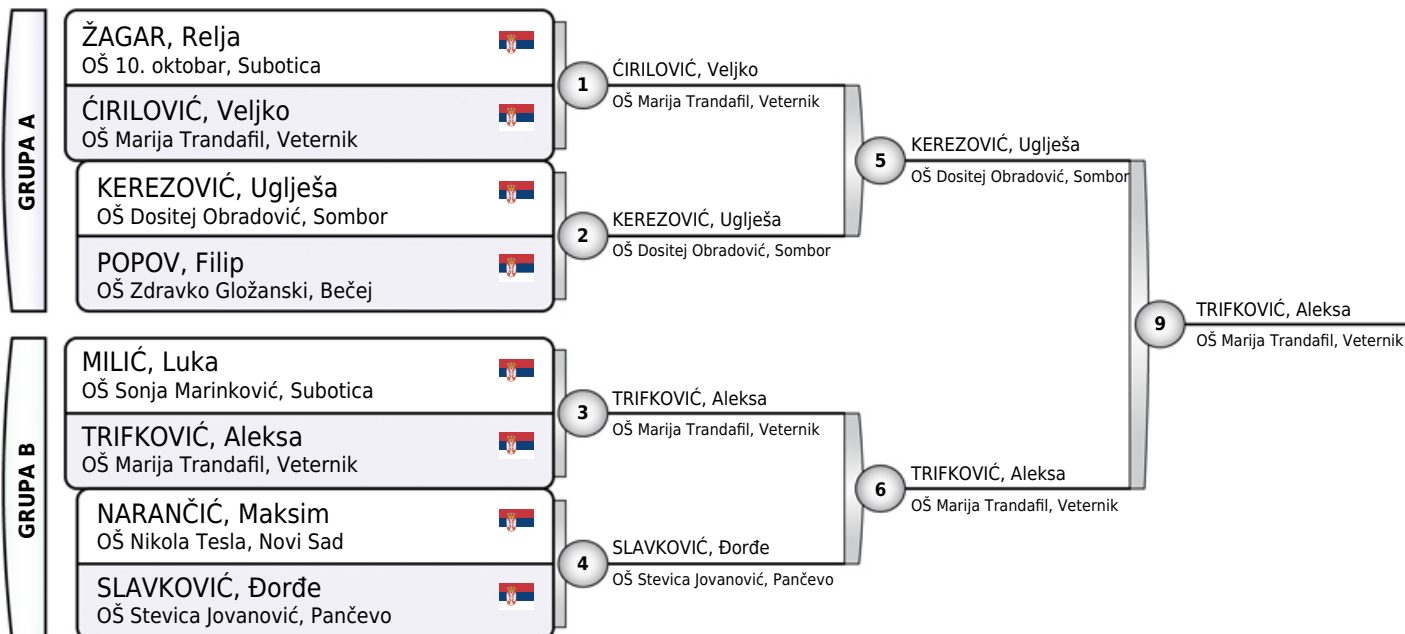 GRUPA A
ŽAGAR, Relja
OŠ 10. oktobar, Subotica
ĆIRILOVIĆ, Veljko
OŠ Marija Trandafil, Veternik
KEREZOVIĆ, Uglješa
OŠ Dositej Obradović, Sombor
POPOV, Filip
OŠ Zdravko Gložanski, Bečej
GRUPA B
MILIĆ, Luka
OŠ Sonja Marinković, Subotica
TRIFKOVIĆ, Aleksa
OŠ Marija Trandafil, Veternik
NARANČIĆ, Maksim
OŠ Nikola Tesla, Novi Sad
SLAVKOVIĆ, Đorđe
OŠ Stevica Jovanović, Pančevo
1
ĆIRILOVIĆ, Veljko
OŠ Marija Trandafil, Veternik
2
KEREZOVIĆ, Uglješa
OŠ Dositej Obradović, Sombor
3
TRIFKOVIĆ, Aleksa
OŠ Marija Trandafil, Veternik
4
SLAVKOVIĆ, Đorđe
OŠ Stevica Jovanović, Pančevo
5
KEREZOVIĆ, Uglješa
OŠ Dositej Obradović, Sombor
6
TRIFKOVIĆ, Aleksa
OŠ Marija Trandafil, Veternik
9
TRIFKOVIĆ, Aleksa
OŠ Marija Trandafil, Veternik